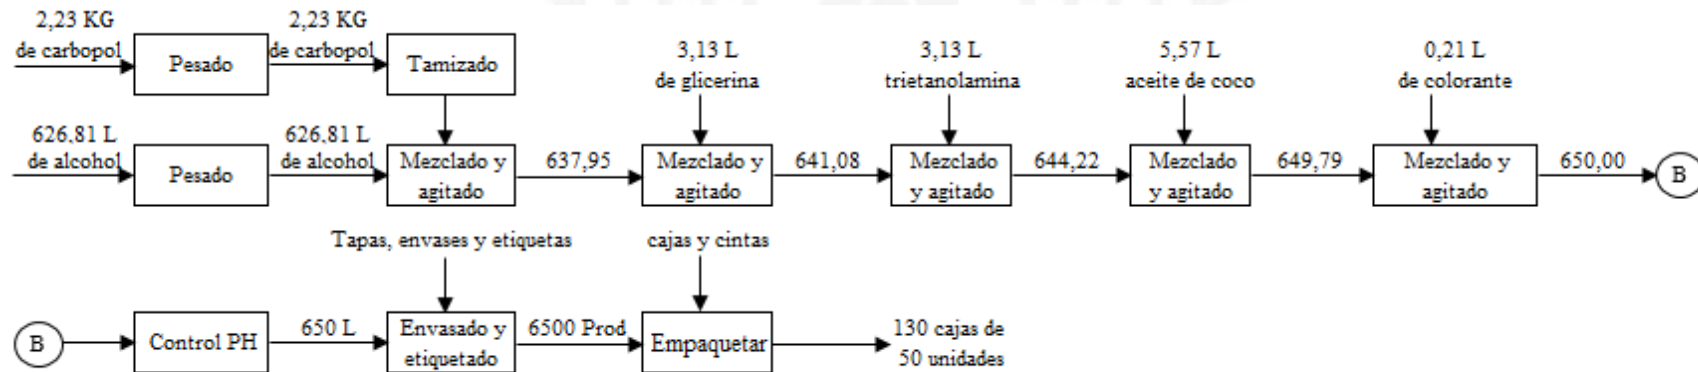 2,23 KG
de carbopol
Pesado
2,23 KG
de carbopol
Tamizado
3,13 L
de glicerina
3,13 L
trietanolamina
5,57 L
aceite de coco
0,21 L
de colorante
626,81 L
de alcohol
Pesado
626,81 L
de alcohol
Mezclado y
agitado
637,95
Mezclado y
agitado
641,08
Mezclado
y agitado
644,22
Mezclado
y agitado
649,79
Mezclado y
agitado
650,00
B
Tapas, envases y etiquetas
cajas y cintas
B
Control PH
650 L
Envasado y
etiquetado
6500 Prod
Empaquetar
130 cajas de
50 unidades